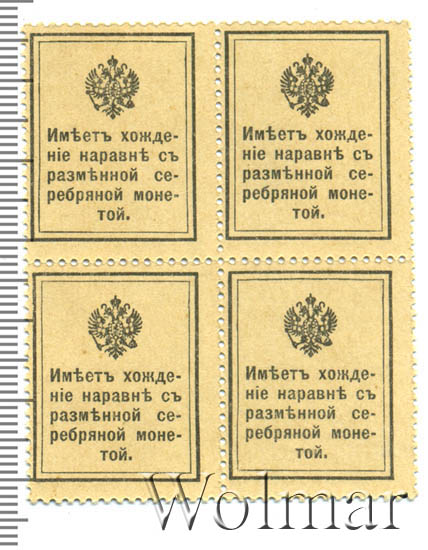 Имѣетъ хожде-
ніе наравнѣ съ
размѣнной се-
ребряной моне-
той.
Имѣетъ хожде-
ніе наравнѣ съ
размѣнной се-
ребряной моне-
той.
Имѣетъ хожде-
ніе наравнѣ съ
размѣнной се-
ребряной моне-
той.
Имѣетъ хожде-
ніе наравнѣ съ
размѣнной се-
ребряной моне-
той.
Wolmar